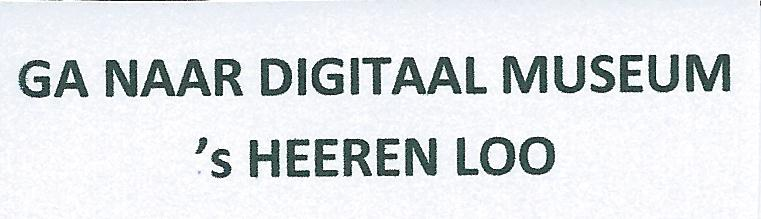 GA NAAR DIGITAAL MUSEUM
’s HEEREN LOO